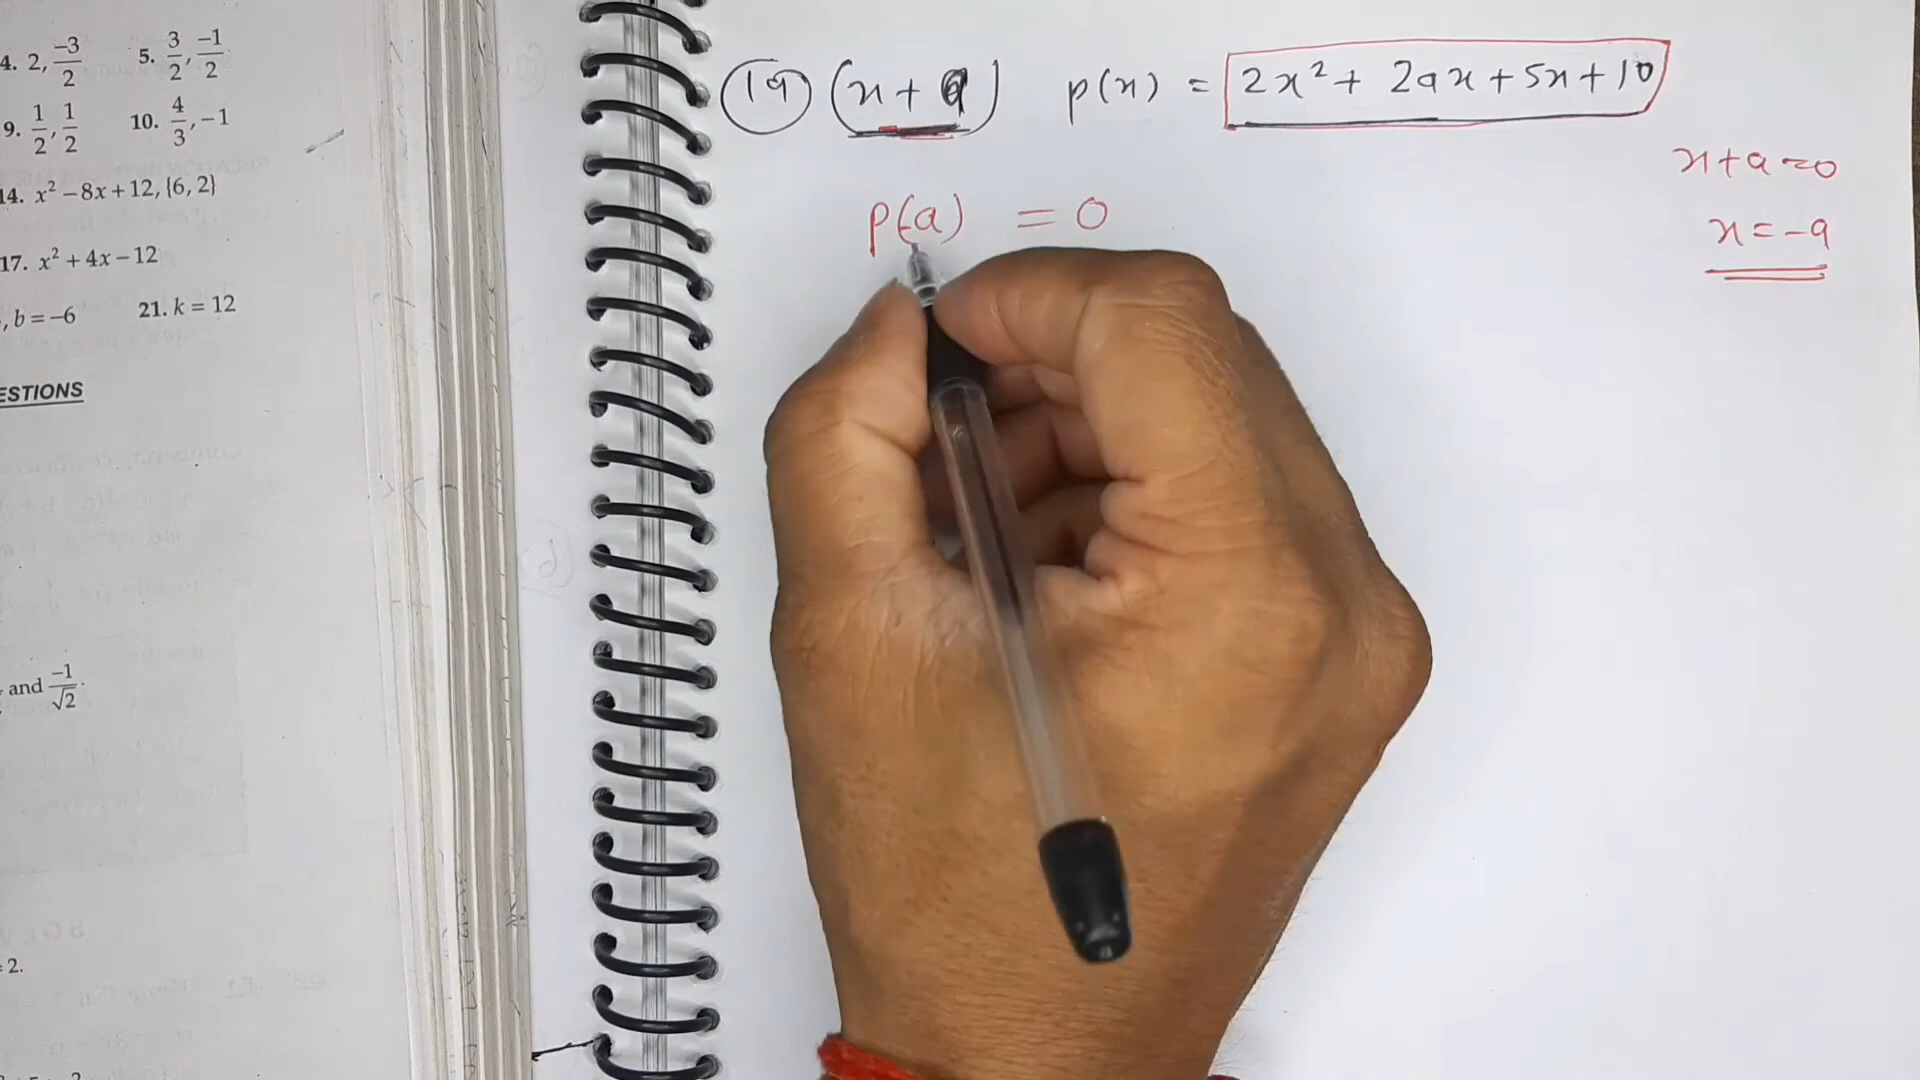 4. 2, -3/2 5. 3/2, -1/2
9. 1/2, 1/2 10. 4/3, -1
14. x² – 8x + 12, {6, 2}
17. x² + 4x – 12
, b = –6 21. k = 12
ESTIONS
and -1/√2.
= 2.
19 (x + a) p(x) = 2x² + 2ax + 5x + 10
x + a = 0
p(-a) = 0
x = -a